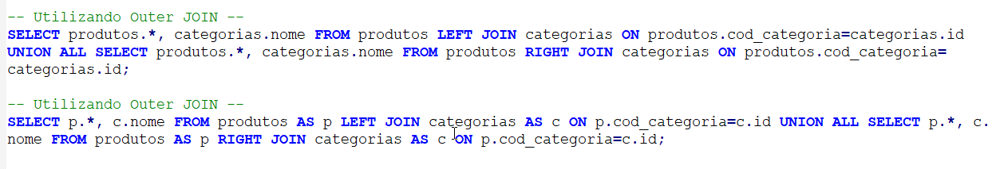 -- Utilizando Outer JOIN --
SELECT produtos.*, categorias.nome FROM produtos LEFT JOIN categorias ON produtos.cod_categoria=categorias.id
UNION ALL SELECT produtos.*, categorias.nome FROM produtos RIGHT JOIN categorias ON produtos.cod_categoria=
categorias.id;
-- Utilizando Outer JOIN --
SELECT p.*, c.nome FROM produtos AS p LEFT JOIN categorias AS c ON p.cod_categoria=c.id UNION ALL SELECT p.*, c.
nome FROM produtos AS p RIGHT JOIN categorias AS c ON p.cod_categoria=c.id;